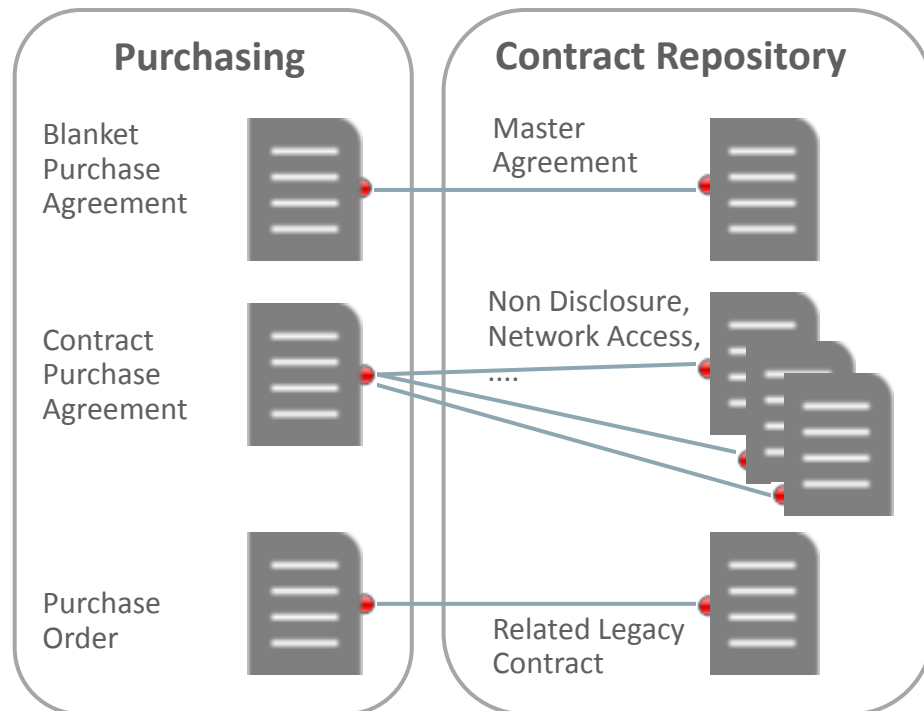 Purchasing
Blanket
Purchase
Agreement
Contract
Purchase
Agreement
Purchase
Order
Contract Repository
Master
Agreement
Non Disclosure,
Network Access,
....
Related Legacy
Contract